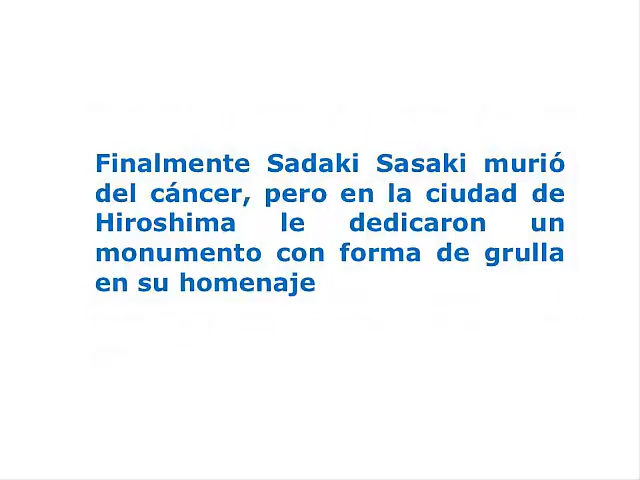 Finalmente Sadaki Sasaki murió
del cáncer, pero en la ciudad de
Hiroshima le dedicaron un
monumento con forma de grulla
en su homenaje